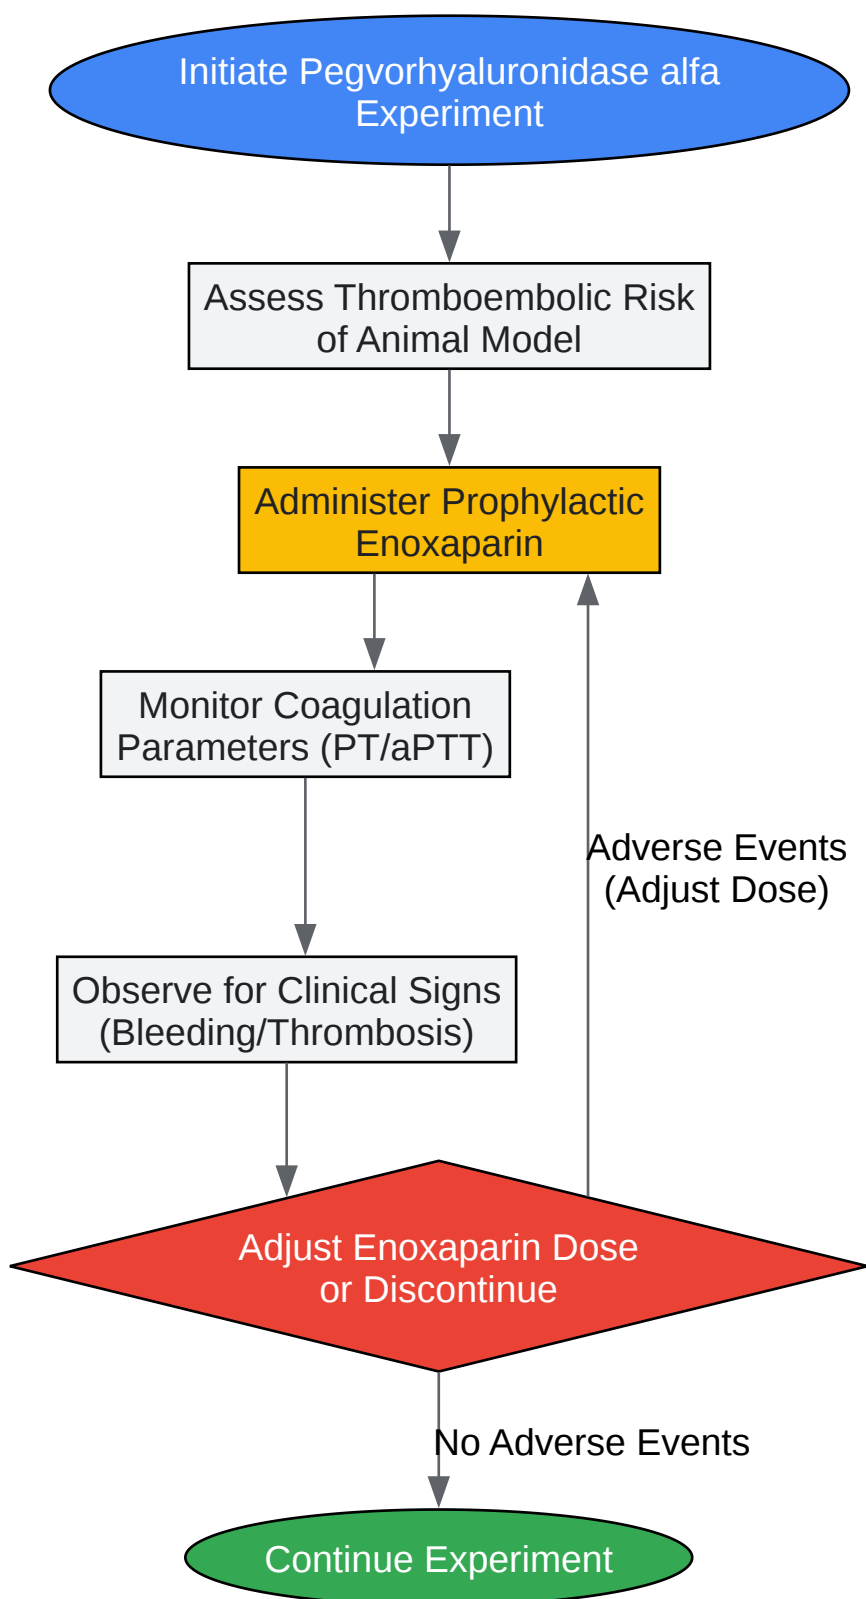 Initiate Pegvorhyaluronidase alfa
Experiment
Assess Thromboembolic Risk
of Animal Model
Administer Prophylactic
Enoxaparin
Monitor Coagulation
Parameters (PT/aPTT)
Adverse Events
(Adjust Dose)
Observe for Clinical Signs
(Bleeding/Thrombosis)
Adjust Enoxaparin Dose
or Discontinue
No Adverse Events
Continue Experiment